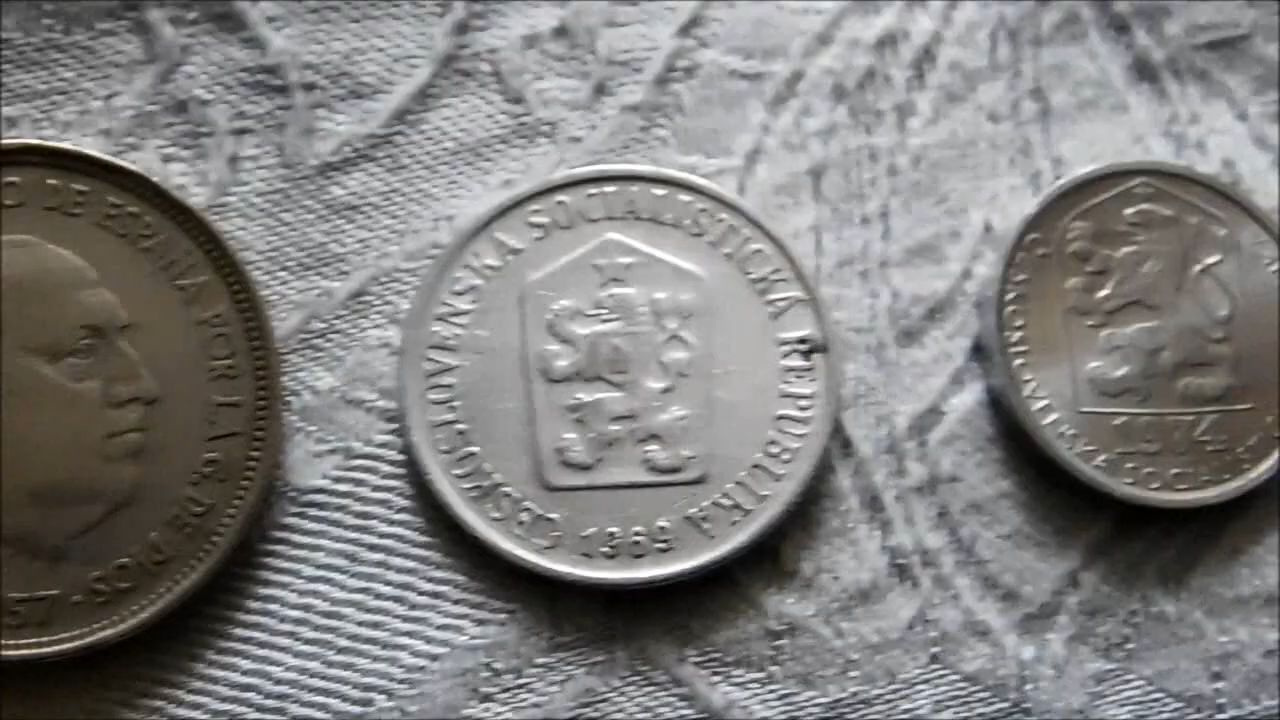 O DE ESPAÑA POR LA G. DE DIOS
57
ČESKOSLOVENSKÁ SOCIALISTICKÁ REPUBLIKA
1969
1974